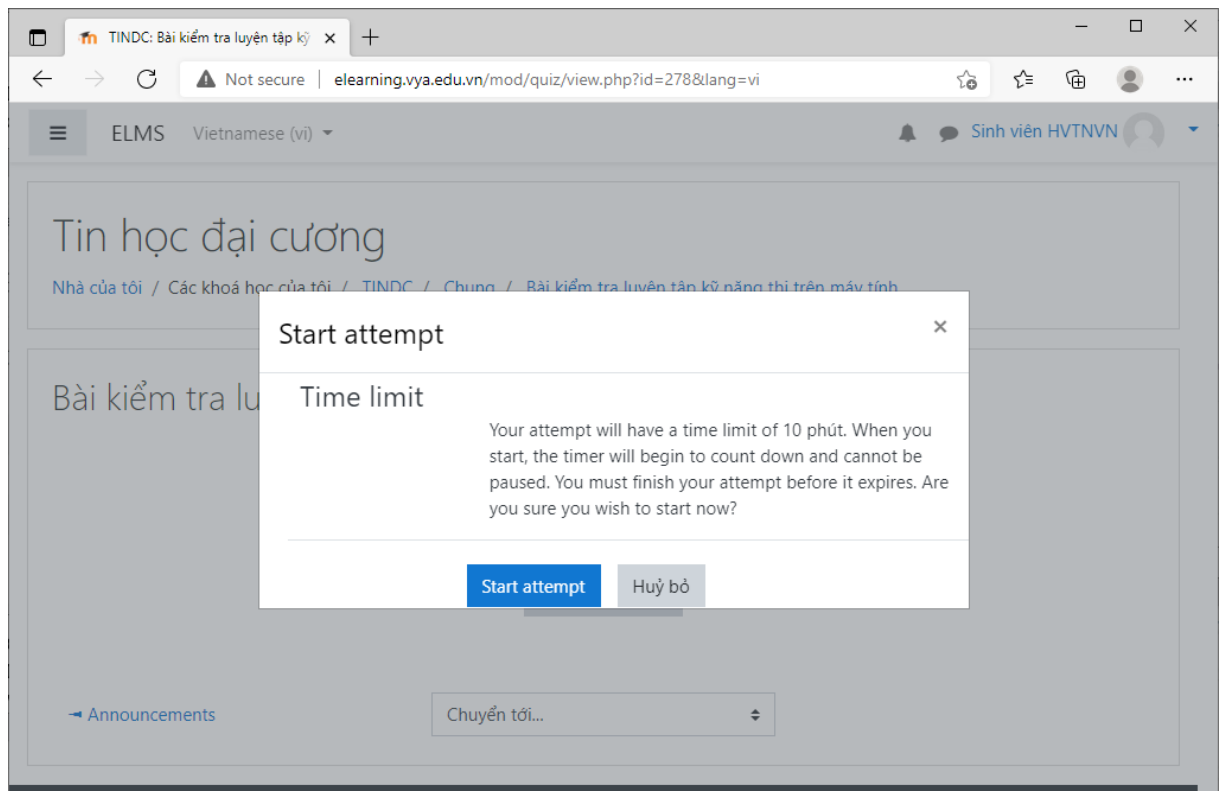 TINDC: Bài kiểm tra luyện tập kỹ
Not secure | elearning.vya.edu.vn/mod/quiz/view.php?id=278&lang=vi
ELMS Vietnamese (vi) Sinh viên HVTNVN
Tin học đại cương
Nhà của tôi / Các khoá học của tôi / TINDC / Chung / Bài kiểm tra luyện tập kỹ năng thi trên máy tính
Start attempt
Bài kiểm tra lu
Time limit
Your attempt will have a time limit of 10 phút. When you
start, the timer will begin to count down and cannot be
paused. You must finish your attempt before it expires. Are
you sure you wish to start now?
Start attempt Huỷ bỏ
Announcements Chuyển tới...